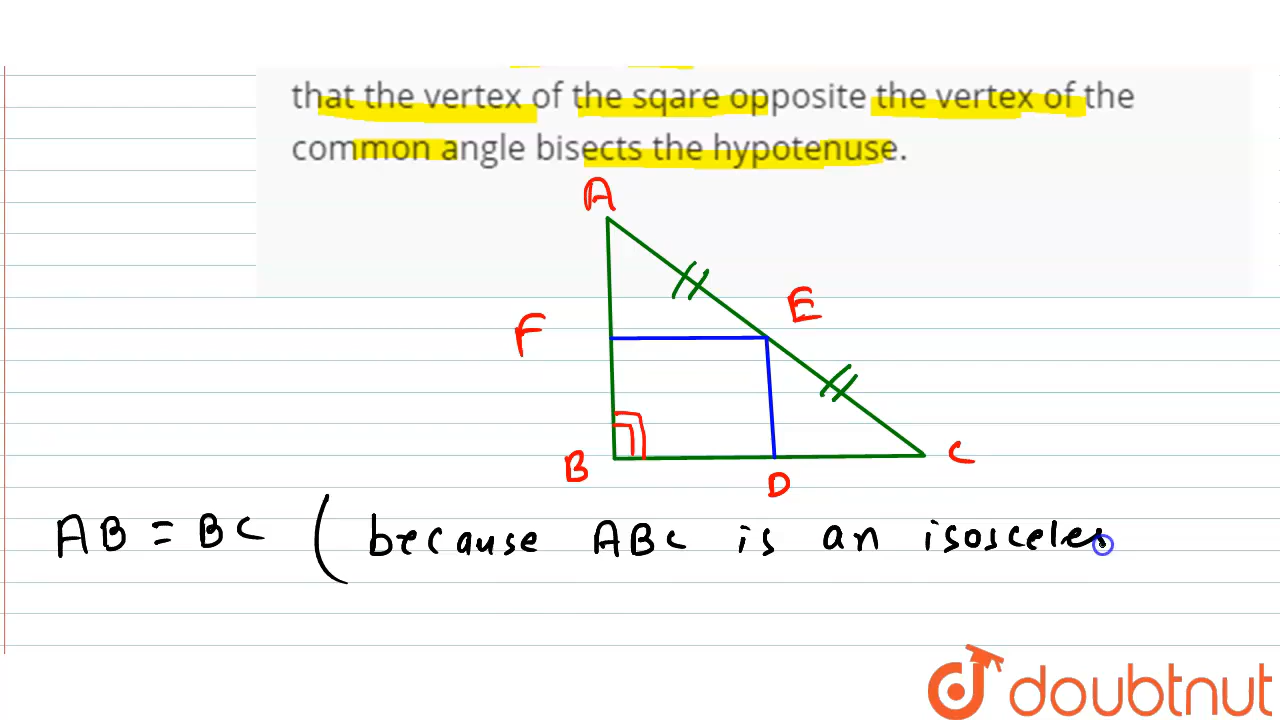 that the vertex of the sqare opposite the vertex of the
common angle bisects the hypotenuse.
A
E
F
B
D
C
AB = BC ( because ABC is an isosceles
doubtnut